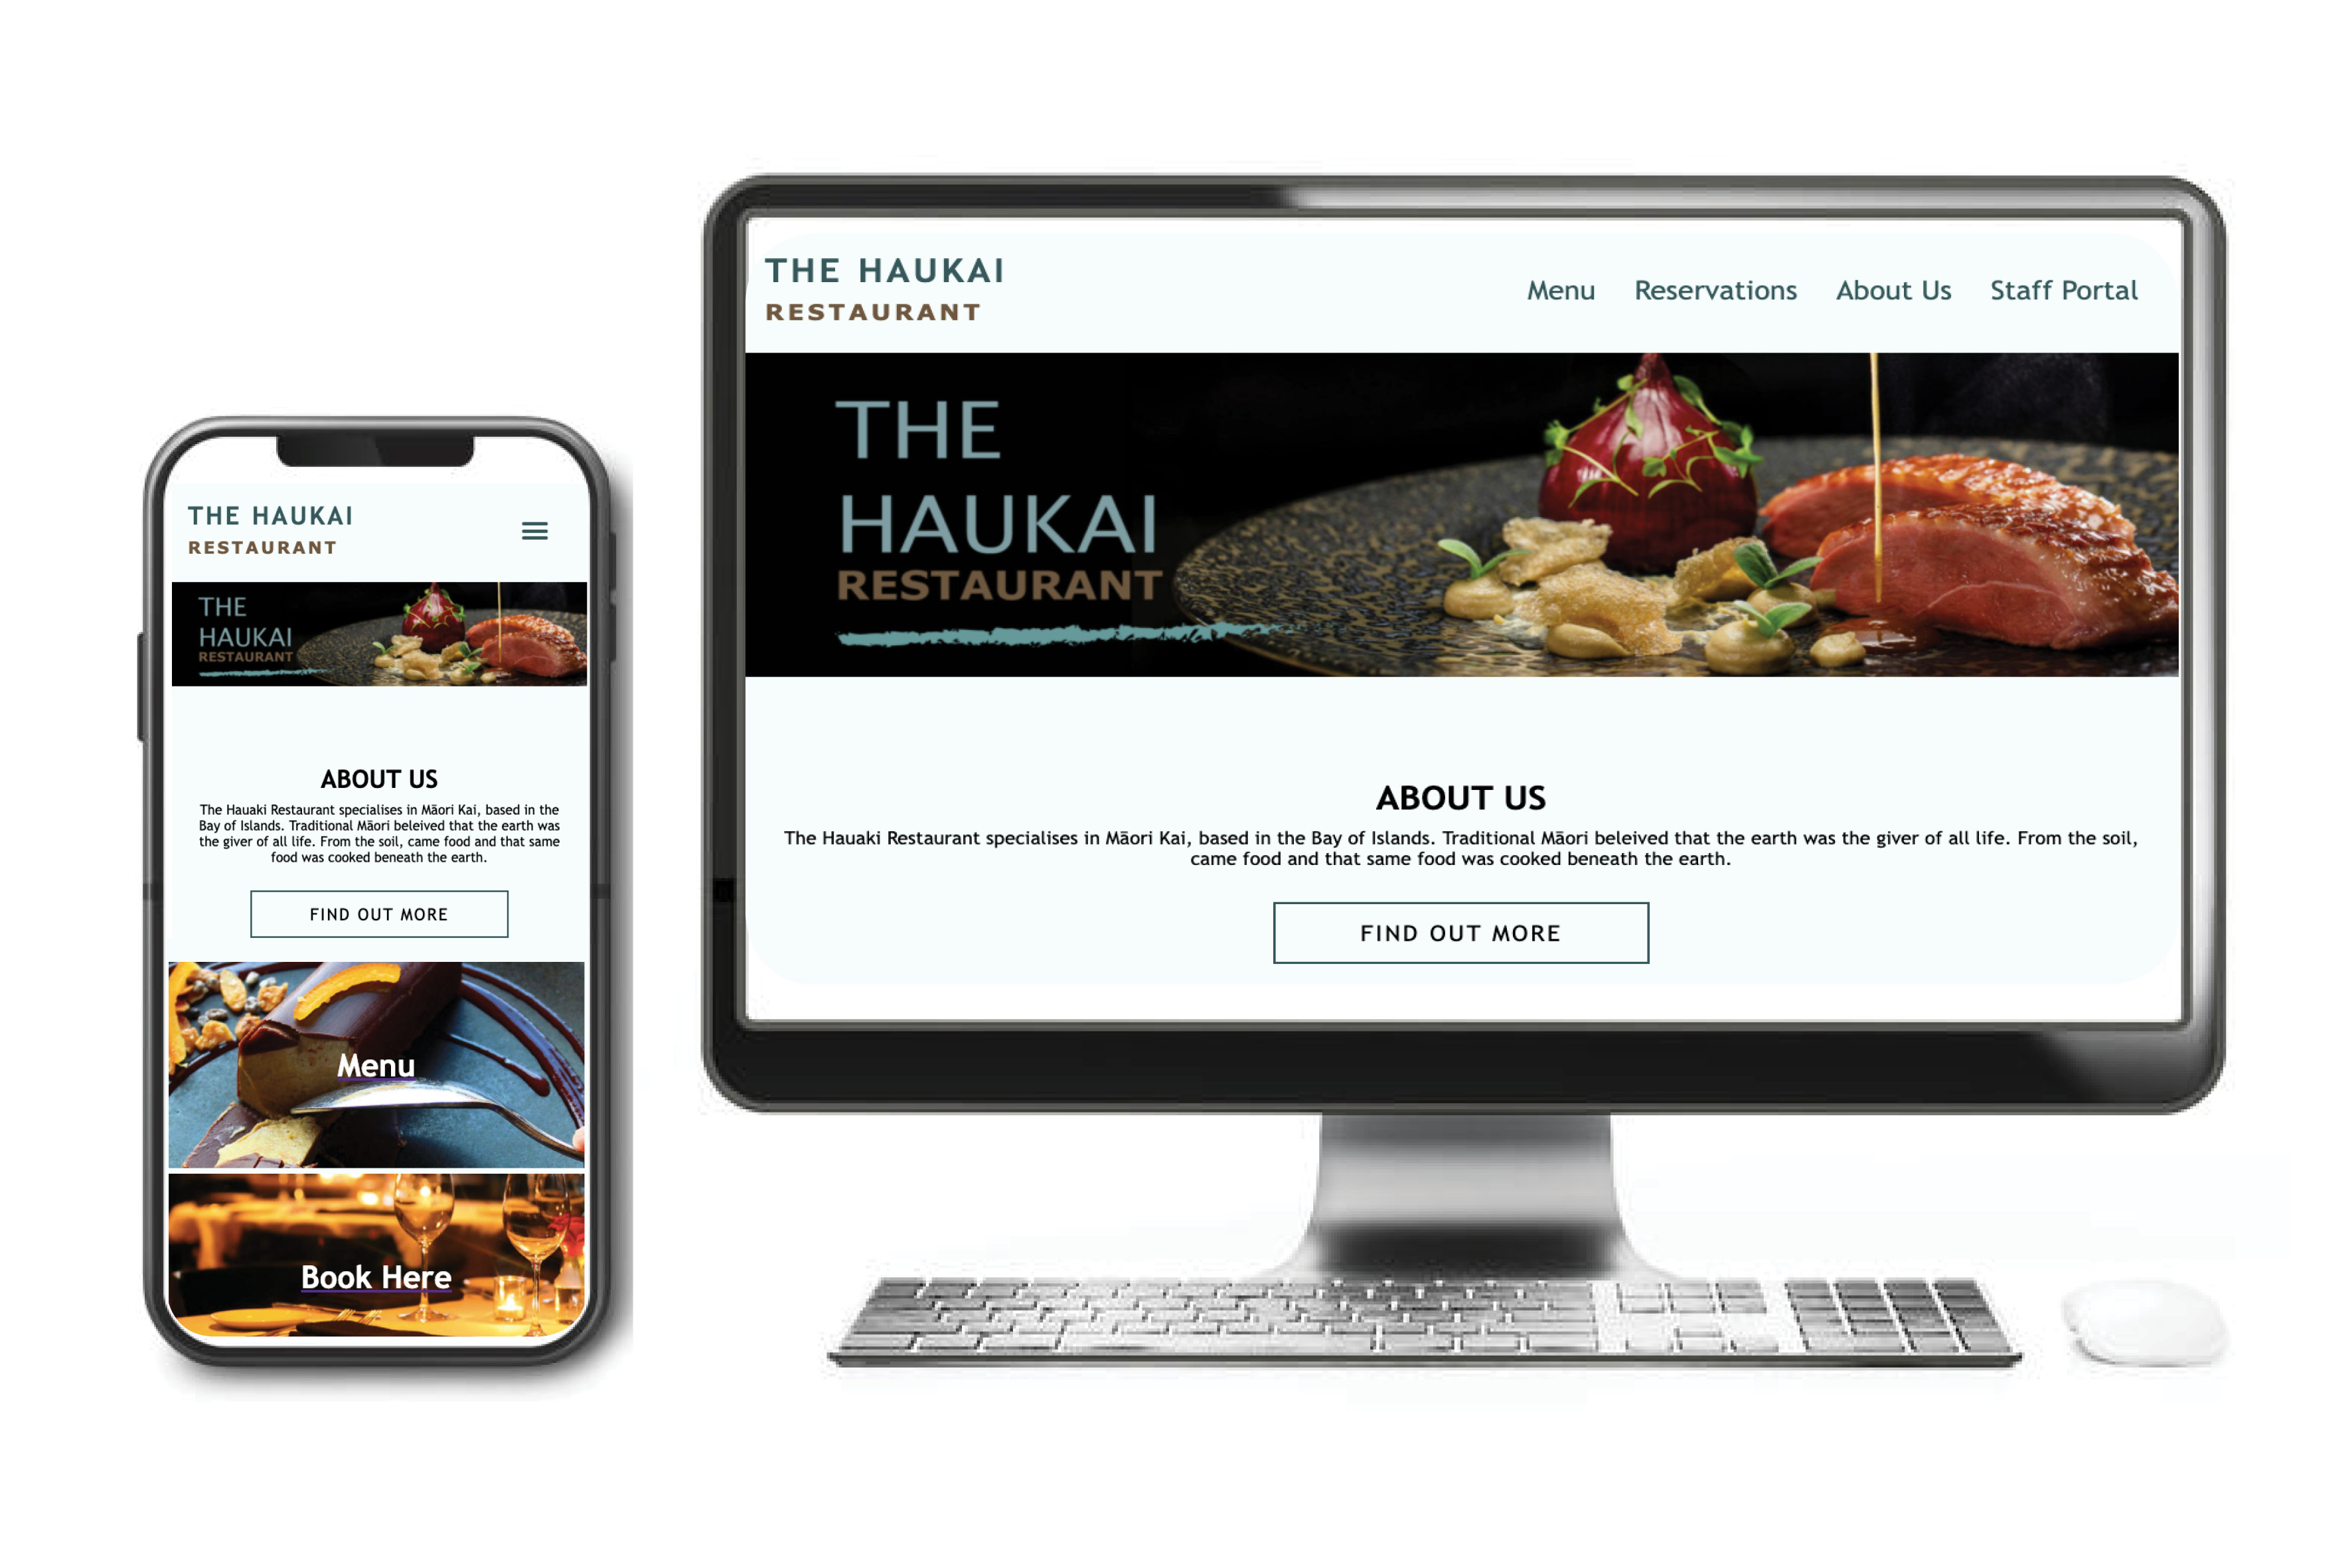 THE HAUKAI
RESTAURANT
THE
HAUKAI
RESTAURANT
ABOUT US
The Hauaki Restaurant specialises in Māori Kai, based in the
Bay of Islands. Traditional Māori beleived that the earth was
the giver of all life. From the soil, came food and that same
food was cooked beneath the earth.
FIND OUT MORE
Menu
Book Here
THE HAUKAI
RESTAURANT
Menu Reservations About Us Staff Portal
THE
HAUKAI
RESTAURANT
ABOUT US
The Hauaki Restaurant specialises in Māori Kai, based in the Bay of Islands. Traditional Māori beleived that the earth was the giver of all life. From the soil,
came food and that same food was cooked beneath the earth.
FIND OUT MORE